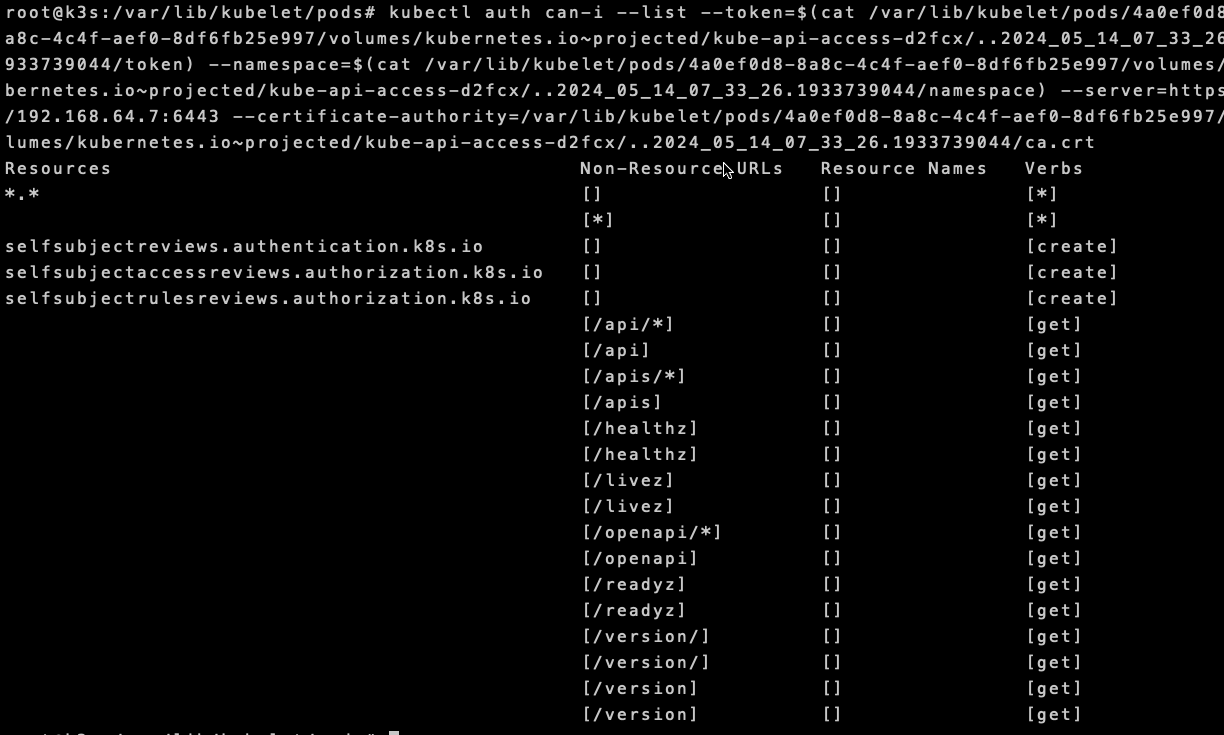 root@k3s:/var/lib/kubelet/pods# kubectl auth can-i --list --token=$(cat /var/lib/kubelet/pods/4a0ef0d8
a8c-4c4f-aef0-8df6fb25e997/volumes/kubernetes.io~projected/kube-api-access-d2fcx/..2024_05_14_07_33_26
933739044/token) --namespace=$(cat /var/lib/kubelet/pods/4a0ef0d8-8a8c-4c4f-aef0-8df6fb25e997/volumes/
bernetes.io~projected/kube-api-access-d2fcx/..2024_05_14_07_33_26.1933739044/namespace) --server=https
/192.168.64.7:6443 --certificate-authority=/var/lib/kubelet/pods/4a0ef0d8-8a8c-4c4f-aef0-8df6fb25e997/
lumes/kubernetes.io~projected/kube-api-access-d2fcx/..2024_05_14_07_33_26.1933739044/ca.crt
Resources Non-Resource URLs Resource Names Verbs
*.* [] [] [*]
[*] [] [*]
selfsubjectreviews.authentication.k8s.io [] [] [create]
selfsubjectaccessreviews.authorization.k8s.io [] [] [create]
selfsubjectrulesreviews.authorization.k8s.io [] [] [create]
[/api/*] [] [get]
[/api] [] [get]
[/apis/*] [] [get]
[/apis] [] [get]
[/healthz] [] [get]
[/healthz] [] [get]
[/livez] [] [get]
[/livez] [] [get]
[/openapi/*] [] [get]
[/openapi] [] [get]
[/readyz] [] [get]
[/readyz] [] [get]
[/version/] [] [get]
[/version/] [] [get]
[/version] [] [get]
[/version] [] [get]